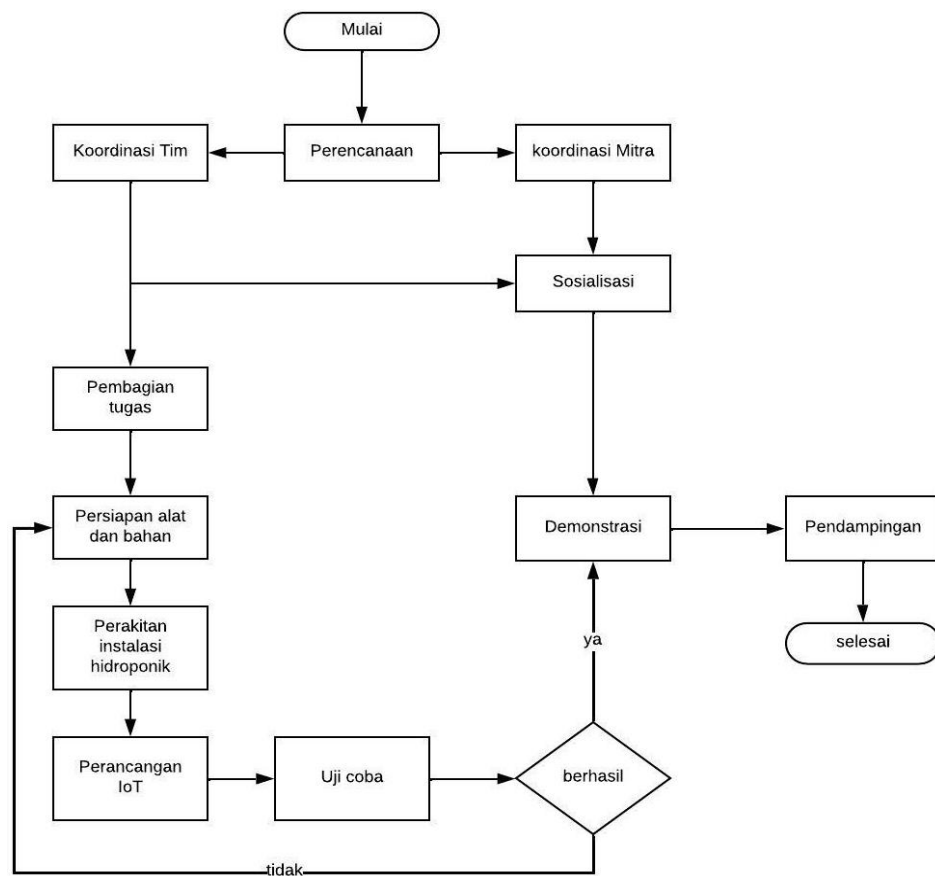 Mulai
Koordinasi Tim
Perencanaan
koordinasi Mitra
Sosialisasi
Pembagian
tugas
Persiapan alat
dan bahan
Demonstrasi
Pendampingan
Perakitan
instalasi
hidroponik
ya
selesai
Perancangan
IoT
Uji coba
berhasil
tidak